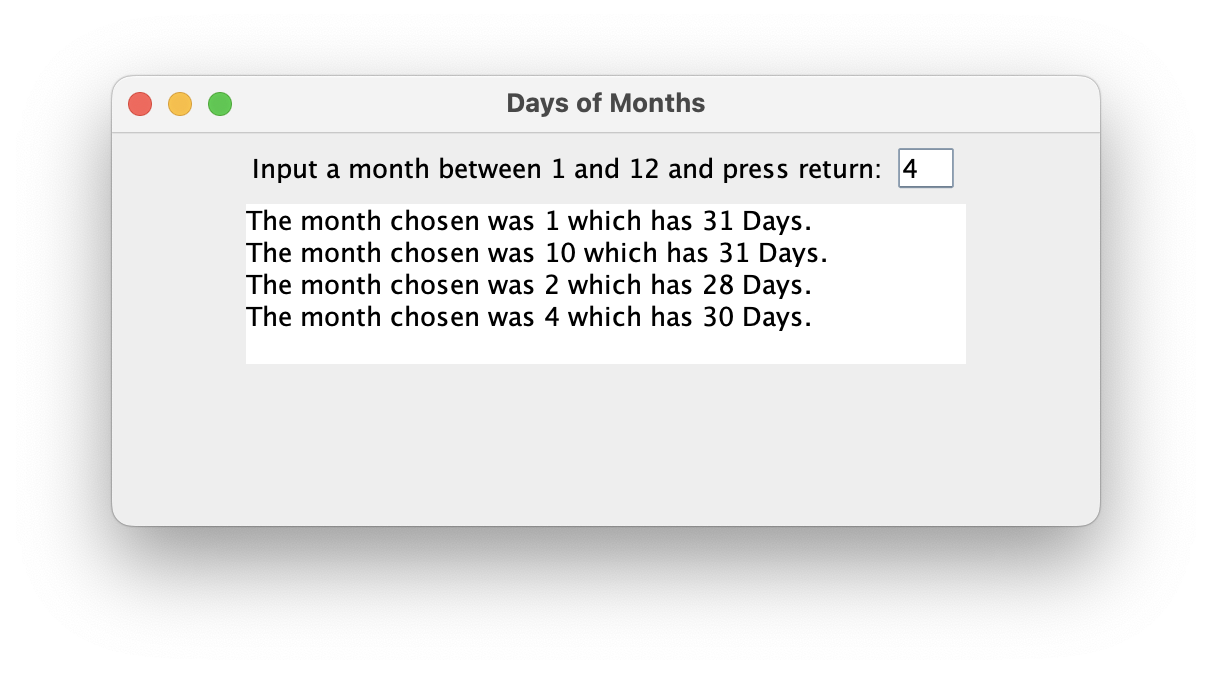 Days of Months
Input a month between 1 and 12 and press return: 4
The month chosen was 1 which has 31 Days.
The month chosen was 10 which has 31 Days.
The month chosen was 2 which has 28 Days.
The month chosen was 4 which has 30 Days.